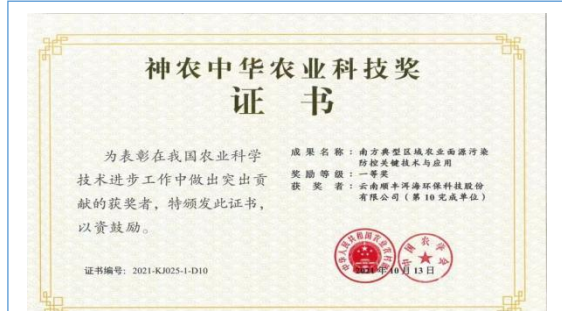 神农中华农业科技奖
证 书
为表彰在我国农业科学
技术进步工作中做出突出贡
献的获奖者，特颁发此证书，
以资鼓励。
成果名称：南方典型区域农业面源污染
防控关键技术与应用
奖励等级：一等奖
获奖者：云南顺丰洱海环保科技股份
有限公司（第10完成单位）
证书编号：2021-KJ025-1-D10
2021年10月13日